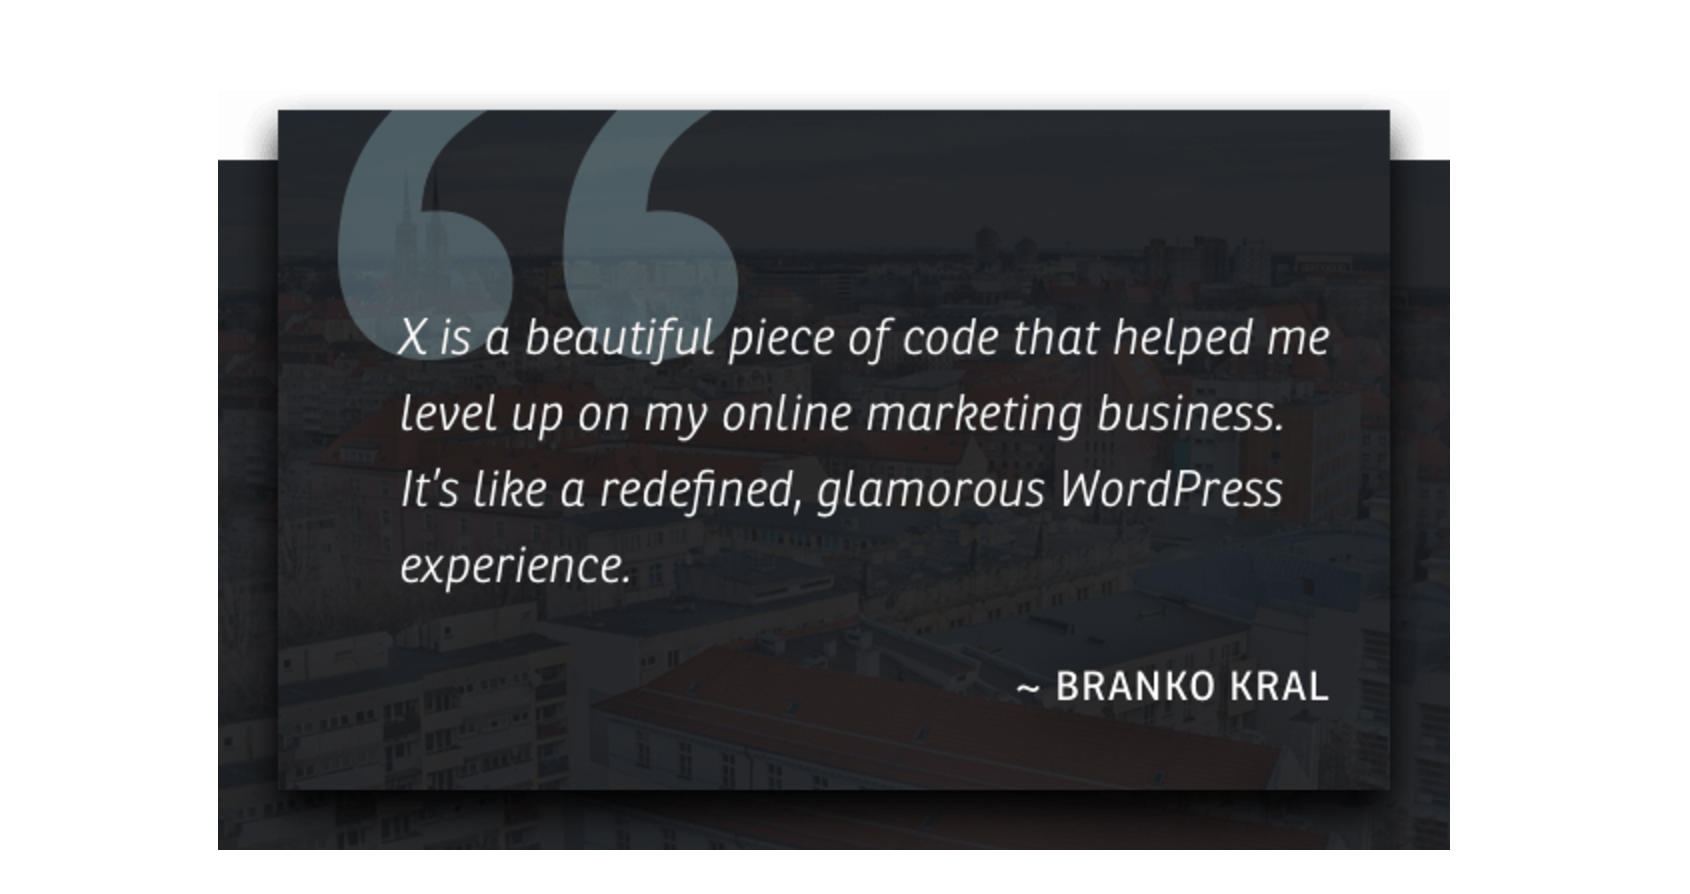 X is a beautiful piece of code that helped me
level up on my online marketing business.
It's like a redefined, glamorous WordPress
experience.
~ BRANKO KRAL